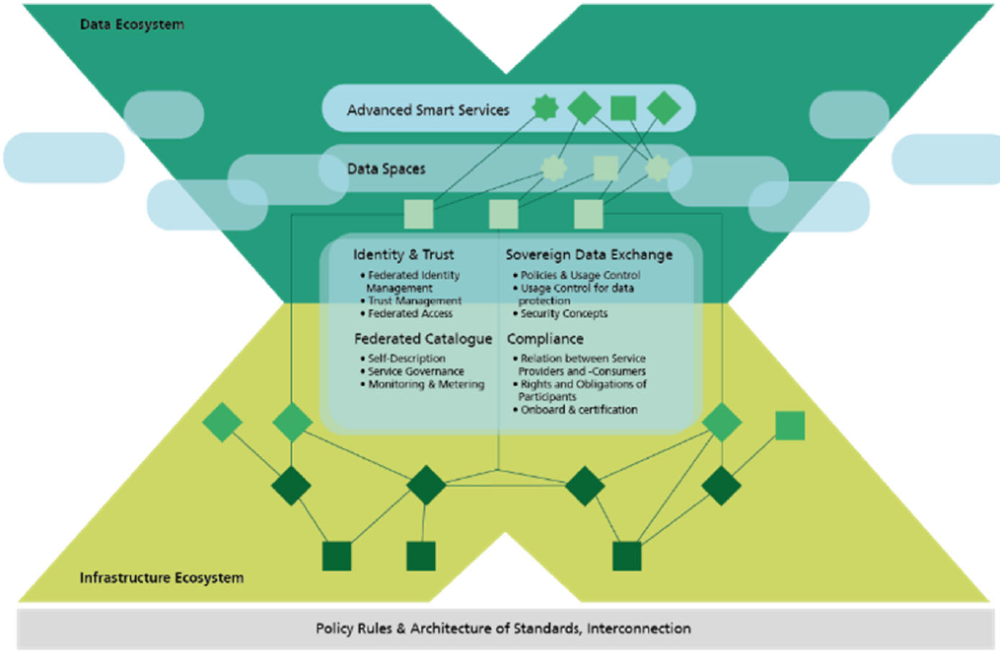 Data Ecosystem
Advanced Smart Services
Data Spaces
Identity & Trust
• Federated Identity
Management
• Trust Management
• Federated Access
Sovereign Data Exchange
• Policies & Usage Control
• Usage Control for data
protection
• Security Concepts
Federated Catalogue
• Self-Description
• Service Governance
• Monitoring & Metering
Compliance
• Relation between Service
Providers and -Consumers
• Rights and Obligations of
Participants
• Onboard & certification
Infrastructure Ecosystem
Policy Rules & Architecture of Standards, Interconnection